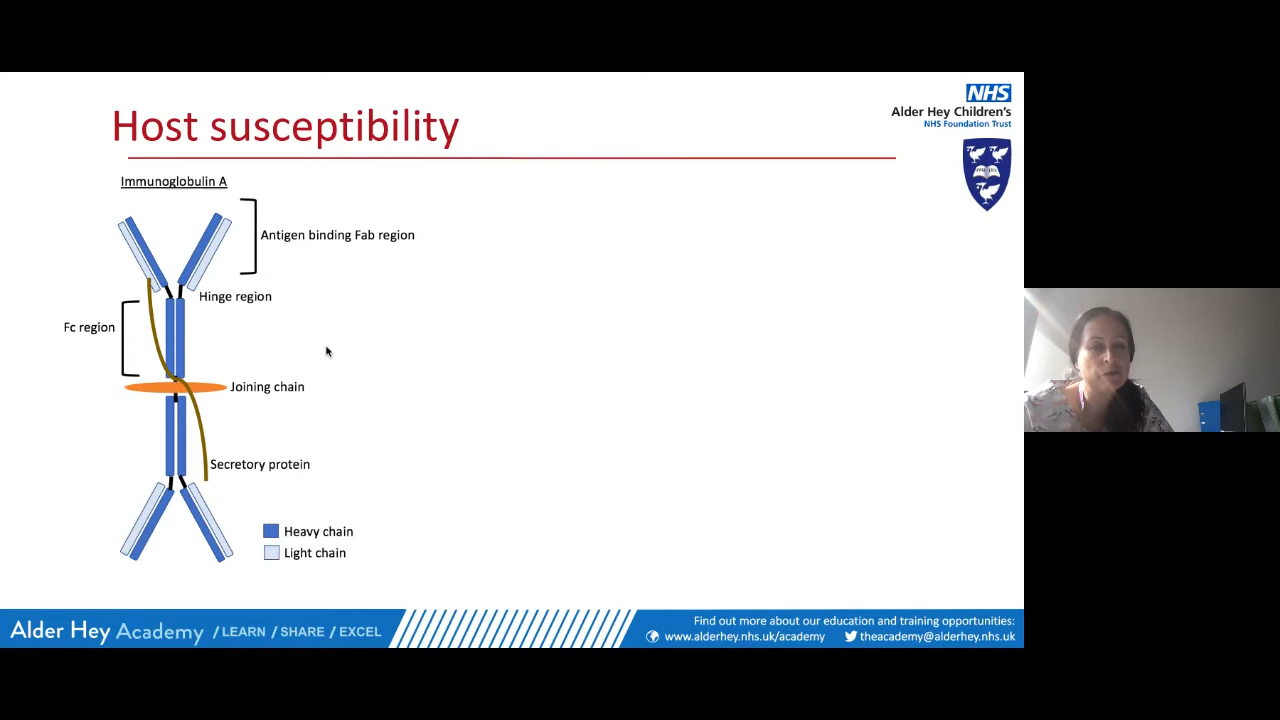 Host susceptibility
NHS
Alder Hey Children's
NHS Foundation Trust
Immunoglobulin A
Antigen binding Fab region
Hinge region
Fc region
Joining chain
Secretory protein
Heavy chain
Light chain
Alder Hey Academy / LEARN / SHARE / EXCEL
Find out more about our education and training opportunities:
www.alderhey.nhs.uk/academy theacademy@alderhey.nhs.uk